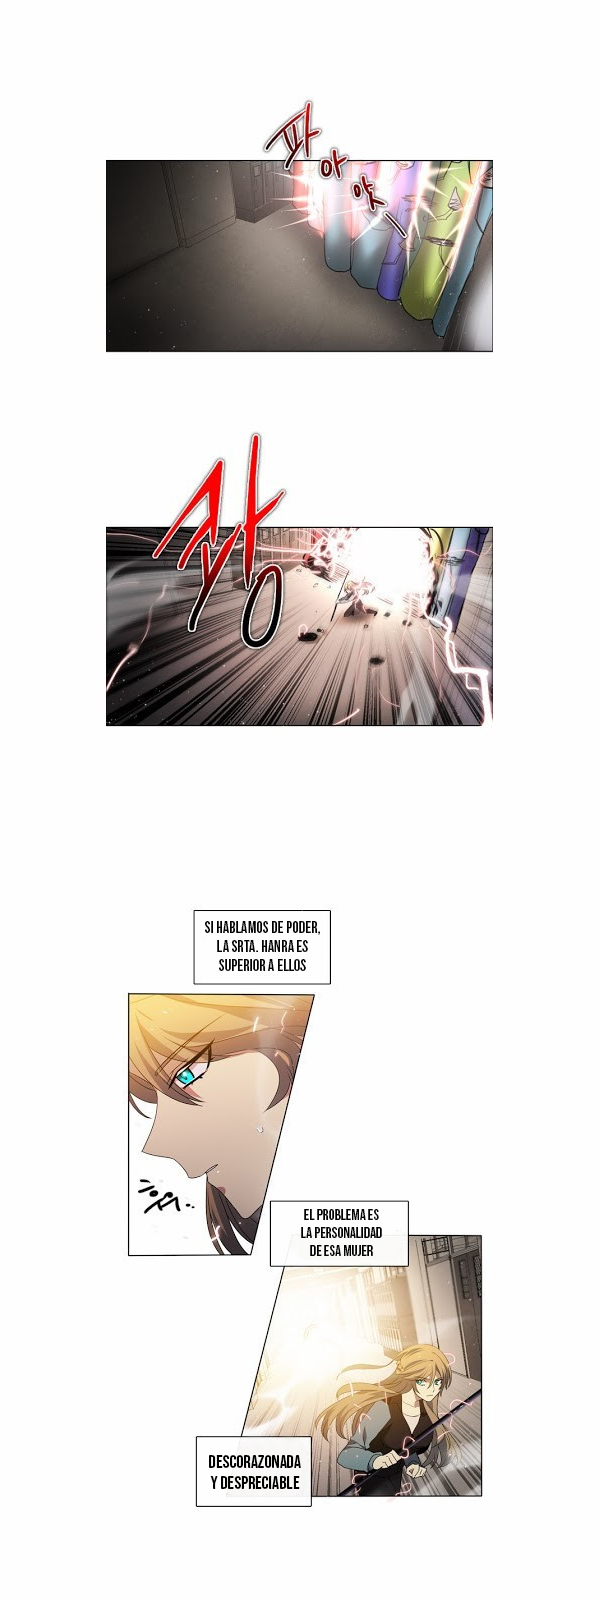 파아앗
쾅
SI HABLAMOS DE PODER,
LA SRTA. HANRA ES
SUPERIOR A ELLOS
EL PROBLEMA ES
LA PERSONALIDAD
DE ESA MUJER
DESCORAZONADA
Y DESPRECIABLE